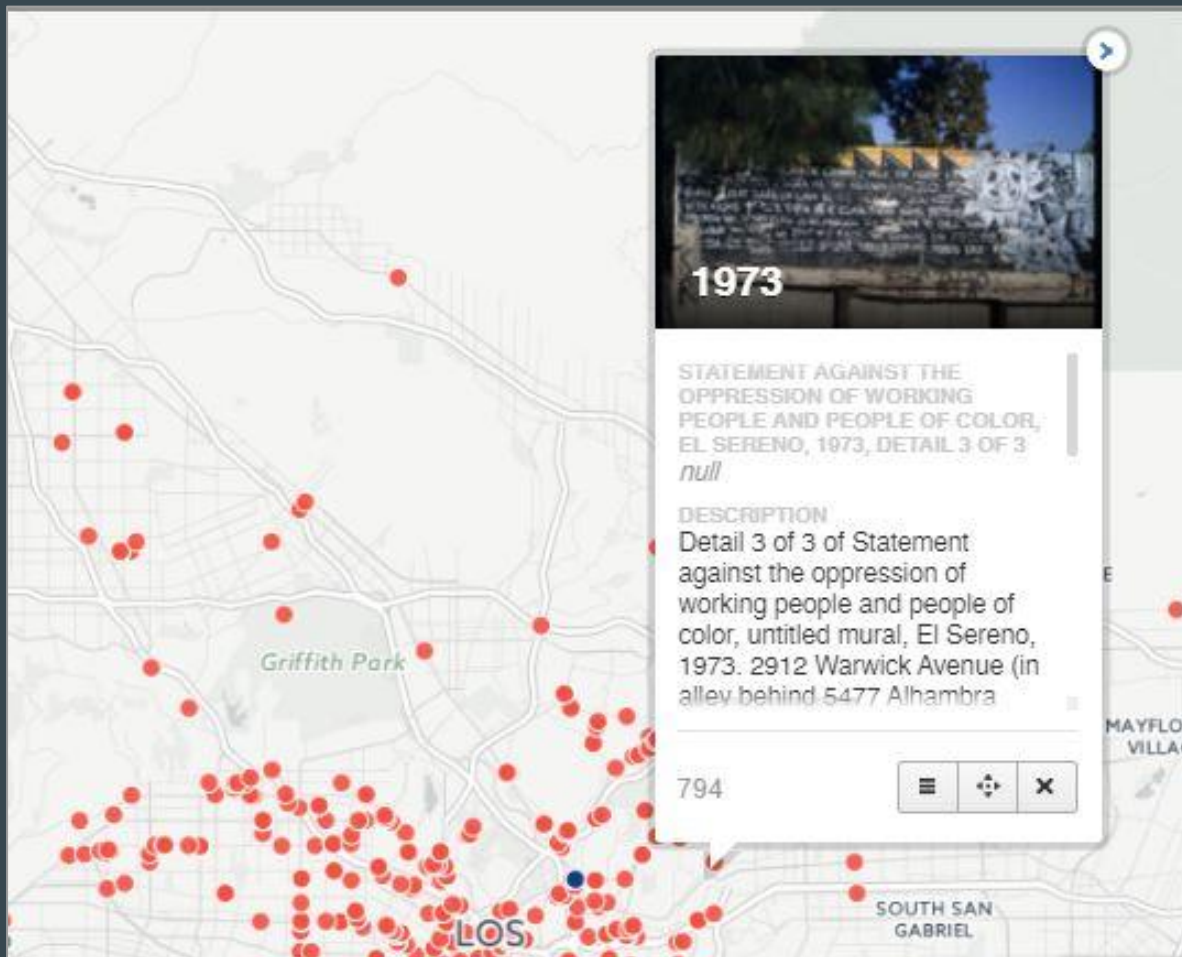 1973
STATEMENT AGAINST THE
OPPRESSION OF WORKING
PEOPLE AND PEOPLE OF COLOR,
EL SERENO, 1973, DETAIL 3 OF 3
null
DESCRIPTION
Detail 3 of 3 of Statement
against the oppression of
working people and people of
color, untitled mural, El Sereno,
1973. 2912 Warwick Avenue (in
alley behind 5477 Alhambra
794
E
Griffith Park
MAYFLO
VILLA
SOUTH SAN
GABRIEL
LOS